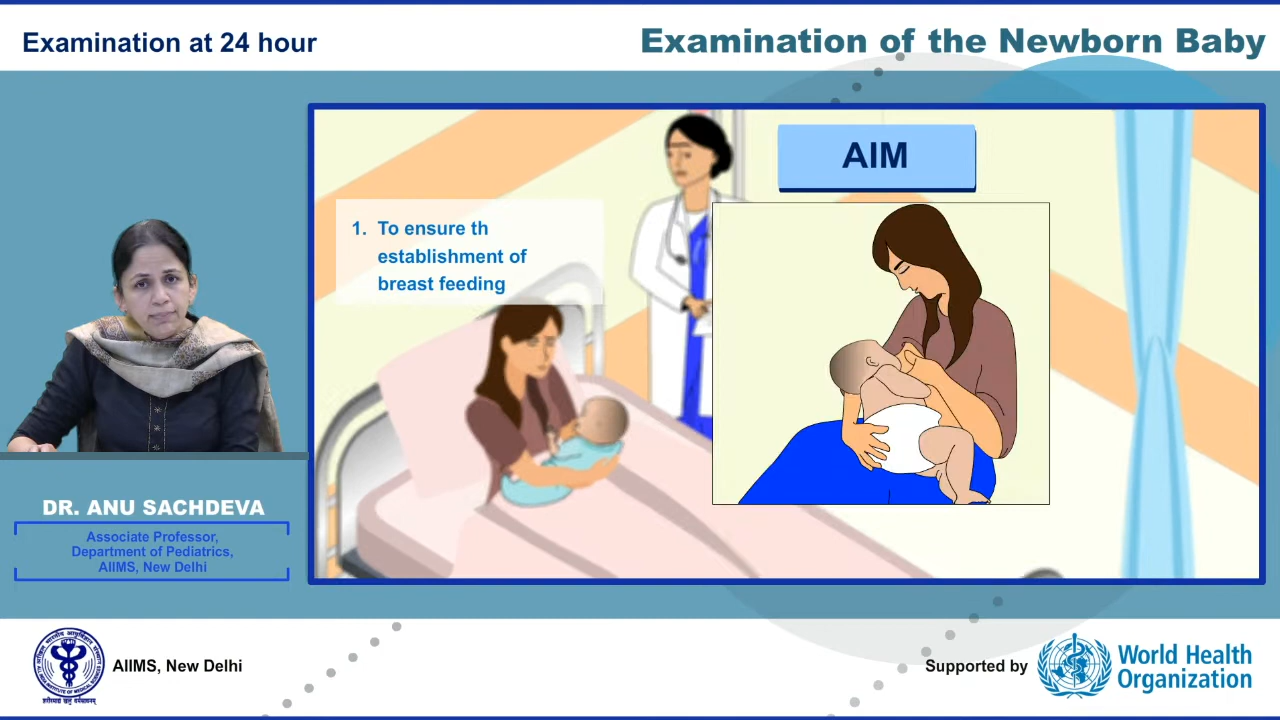 Examination at 24 hour
Examination of the Newborn Baby
AIM
1. To ensure th
establishment of
breast feeding
DR. ANU SACHDEVA
Associate Professor,
Department of Pediatrics,
AIIMS, New Delhi
AIIMS, New Delhi
Supported by
World Health
Organization